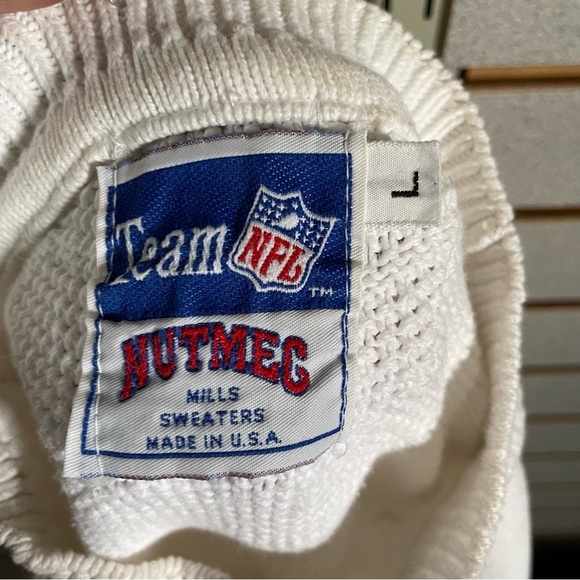 Team NFL TM
L
NUTMEG
MILLS
SWEATERS
MADE IN U.S.A.